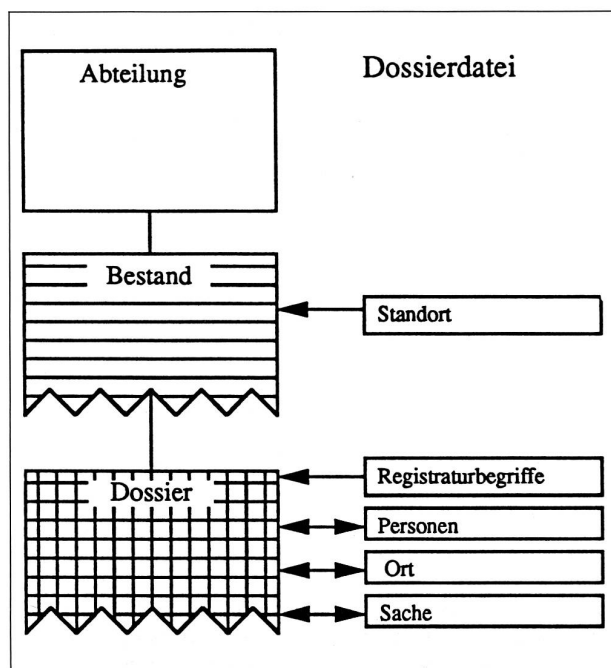 Abteilung
Dossierdatei
Bestand
Standort
Registraturbegriffe
Dossier
Personen
Ort
Sache